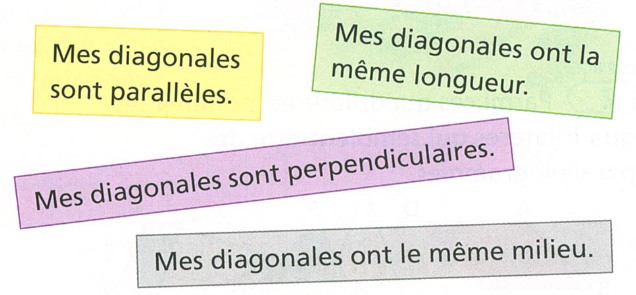 Mes diagonales
sont parallèles.
Mes diagonales ont la
même longueur.
Mes diagonales sont perpendiculaires.
Mes diagonales ont le même milieu.